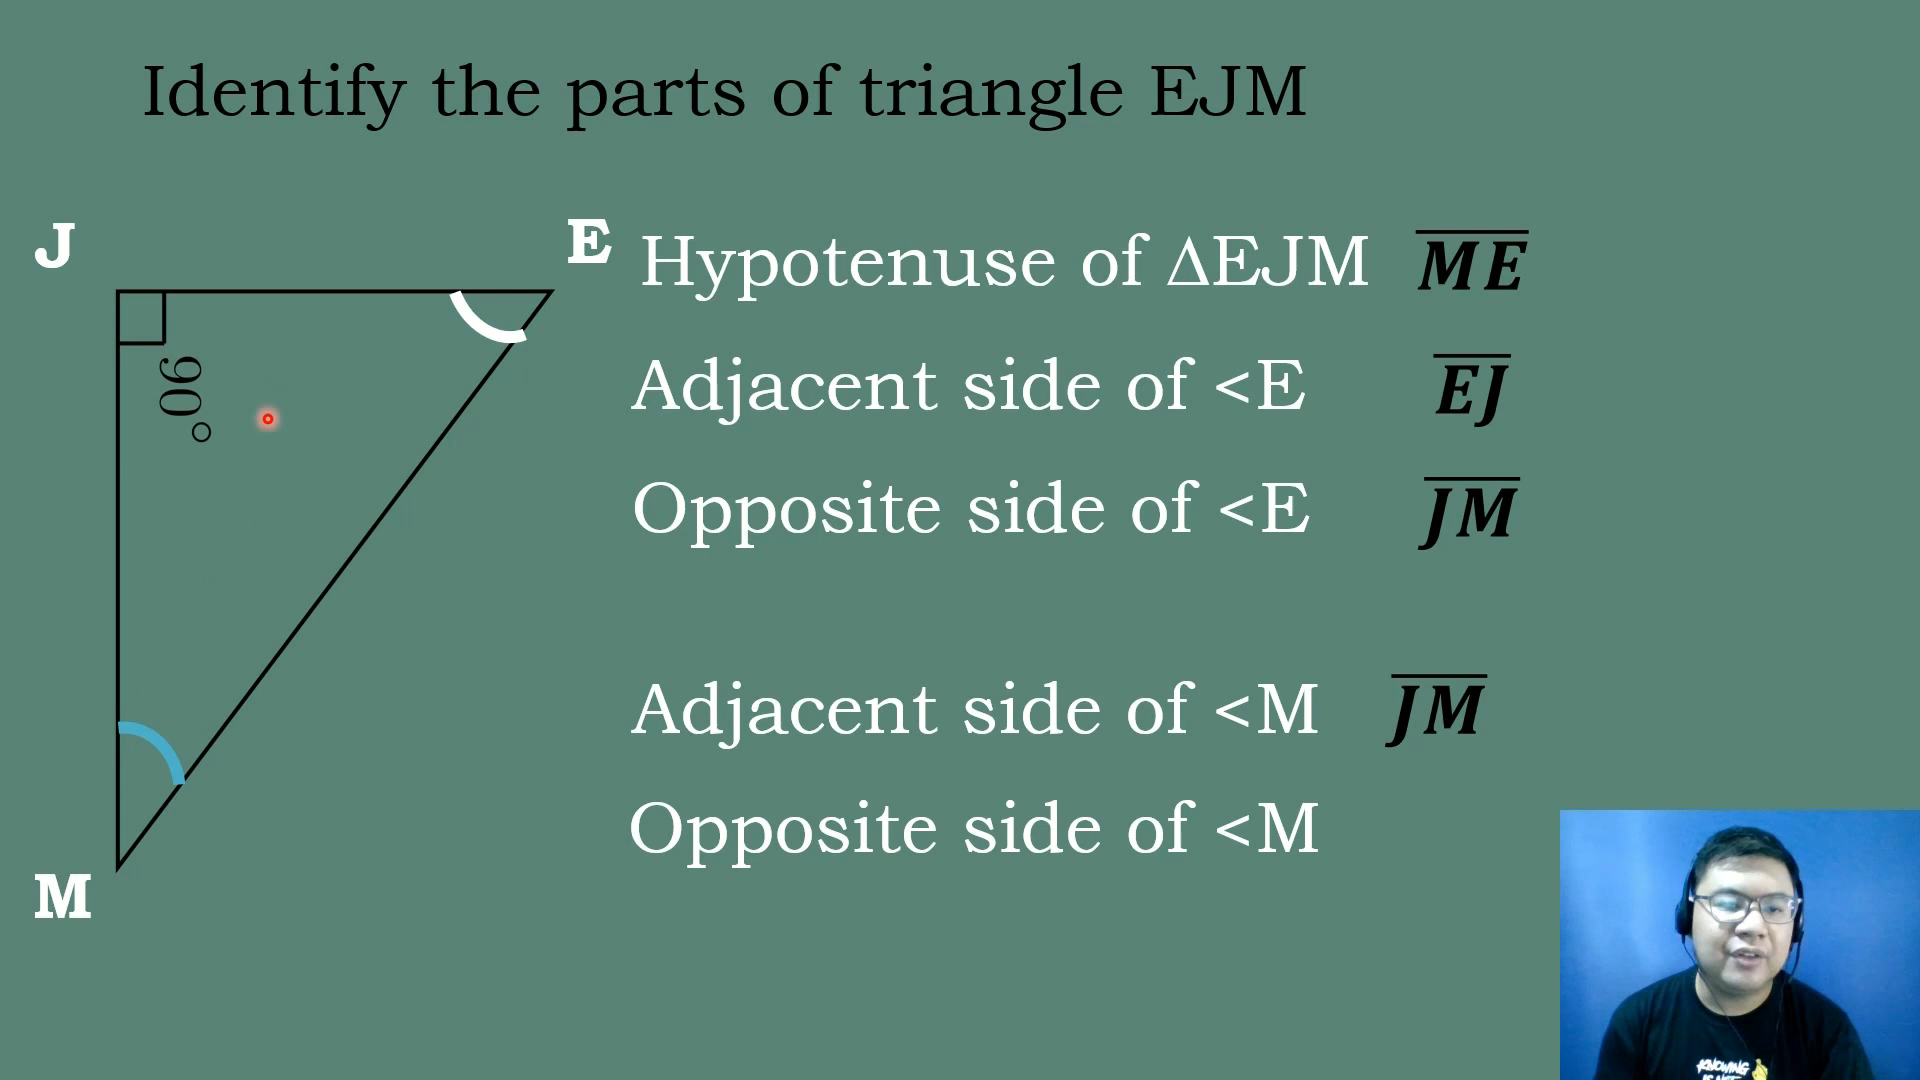 Identify the parts of triangle EJM
J
E
90°
M
Hypotenuse of ΔEJM ME
Adjacent side of <E EJ
Opposite side of <E JM
Adjacent side of <M JM
Opposite side of <M
KNOWING